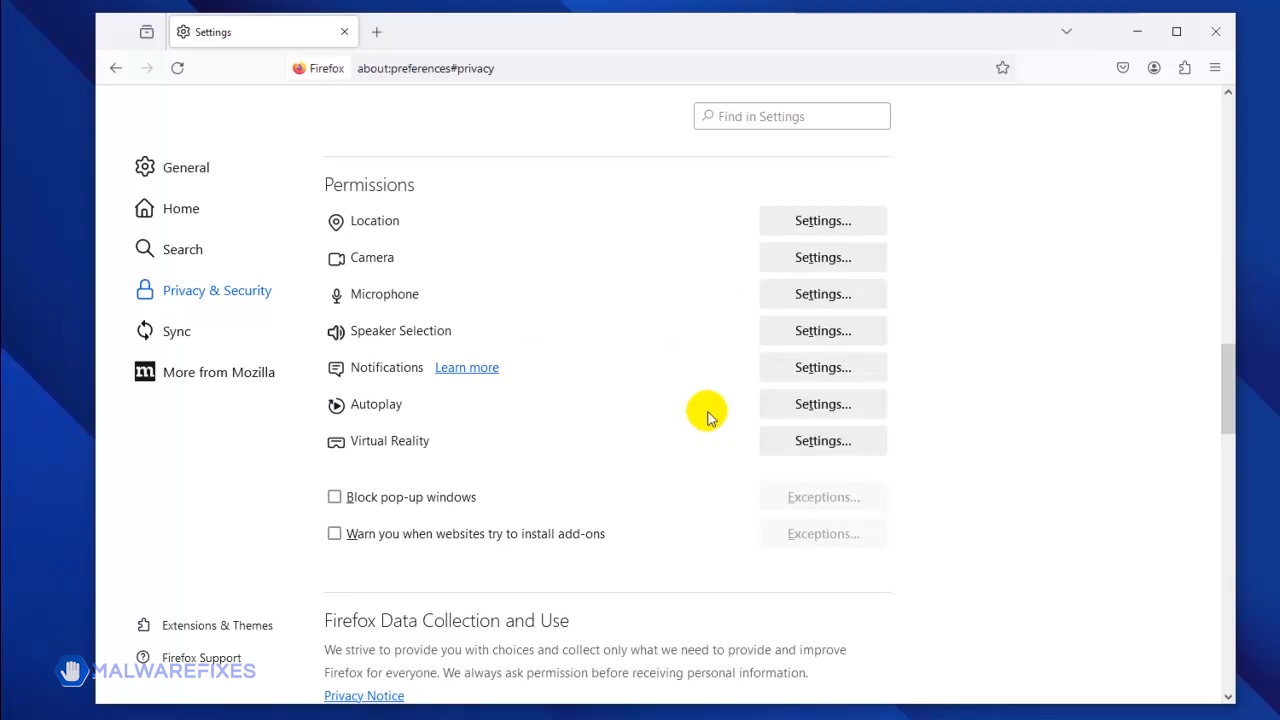 Settings
Firefox
about:preferences#privacy
Find in Settings
General
Home
Search
Privacy & Security
Sync
More from Mozilla
Extensions & Themes
Firefox Support
Permissions
Location Settings...
Camera Settings...
Microphone Settings...
Speaker Selection Settings...
Notifications Learn more Settings...
Autoplay Settings...
Virtual Reality Settings...
Block pop-up windows Exceptions...
Warn you when websites try to install add-ons Exceptions...
Firefox Data Collection and Use
We strive to provide you with choices and collect only what we need to provide and improve
Firefox for everyone. We always ask permission before receiving personal information.
Privacy Notice
MALWAREFIXES